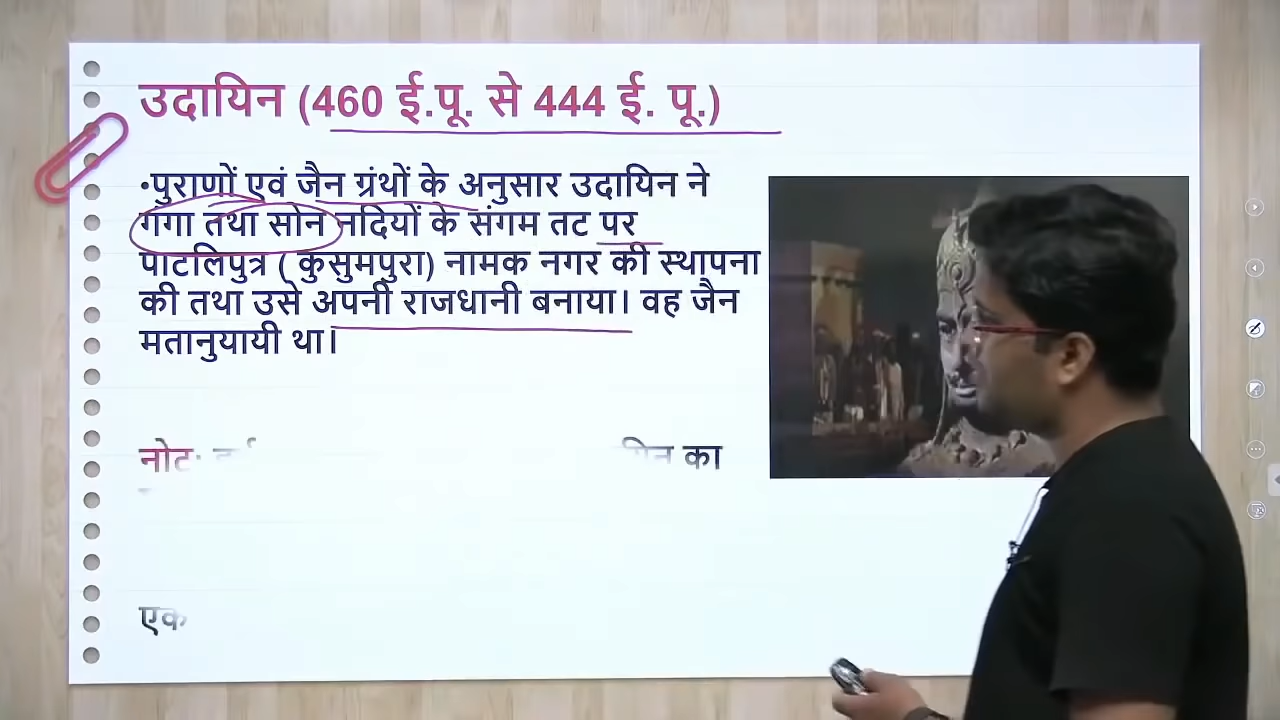 उदायिन (460 ई.पू. से 444 ई. पू.)
•पुराणों एवं जैन ग्रंथों के अनुसार उदायिन ने
गंगा तथा सोन नदियों के संगम तट पर
पाटलिपुत्र ( कुसुमपुरा) नामक नगर की स्थापना
की तथा उसे अपनी राजधानी बनाया। वह जैन
मतानुयायी था।
नोट: का
एक